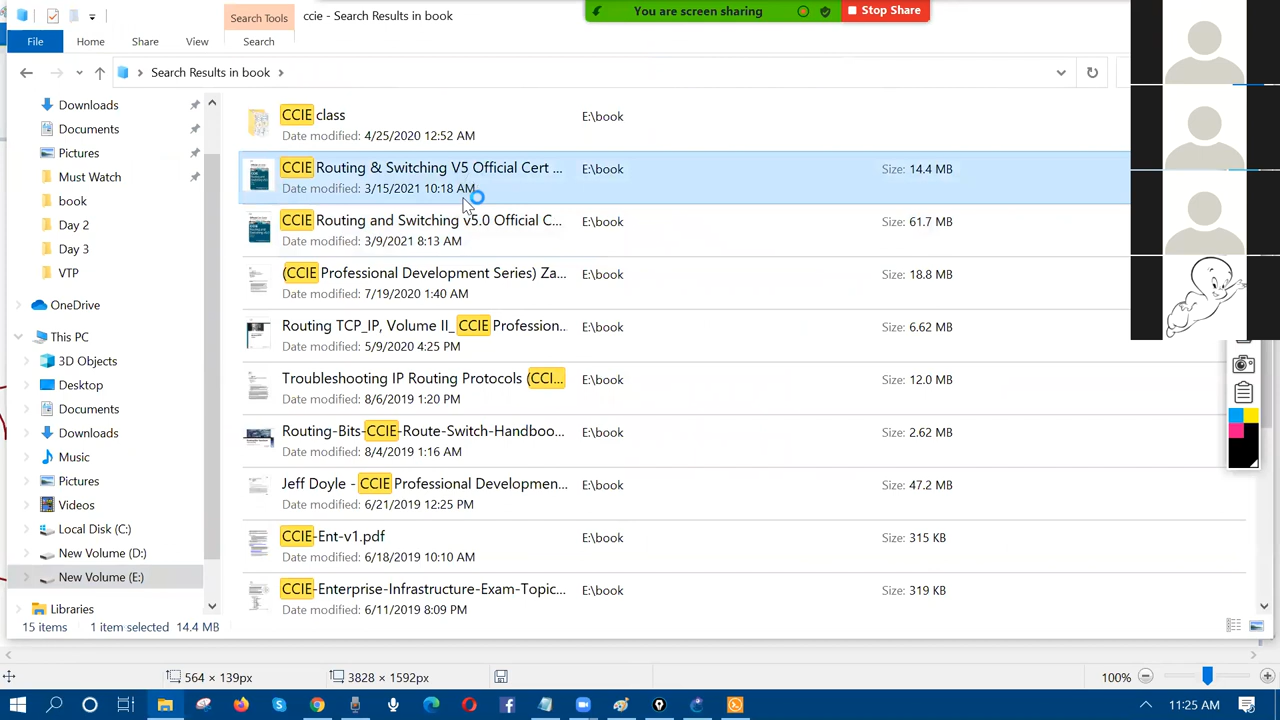 Search Tools
ccie - Search Results in book
You are screen sharing
Stop Share
File
Home
Share
View
Search
Search Results in book
Downloads
Documents
Pictures
Must Watch
book
Day 2
Day 3
VTP
OneDrive
This PC
3D Objects
Desktop
Documents
Downloads
Music
Pictures
Videos
Local Disk (C:)
New Volume (D:)
New Volume (E:)
Libraries
CCIE class
E:\book
Date modified: 4/25/2020 12:52 AM
CCIE Routing & Switching V5 Official Cert ...
E:\book
Size: 14.4 MB
Date modified: 3/15/2021 10:18 AM
CCIE Routing and Switching v5.0 Official C...
E:\book
Size: 61.7 MB
Date modified: 3/9/2021 8:13 AM
(CCIE Professional Development Series) Za...
E:\book
Size: 18.8 MB
Date modified: 7/19/2020 1:40 AM
Routing TCP_IP, Volume II_ CCIE Profession...
E:\book
Size: 6.62 MB
Date modified: 5/9/2020 4:25 PM
Troubleshooting IP Routing Protocols (CCI...
E:\book
Size: 12.0 MB
Date modified: 8/6/2019 1:20 PM
Routing-Bits-CCIE-Route-Switch-Handboo...
E:\book
Size: 2.62 MB
Date modified: 8/4/2019 1:16 AM
Jeff Doyle - CCIE Professional Developmen...
E:\book
Size: 47.2 MB
Date modified: 6/21/2019 12:25 PM
CCIE-Ent-v1.pdf
E:\book
Size: 315 KB
Date modified: 6/18/2019 10:10 AM
CCIE-Enterprise-Infrastructure-Exam-Topic...
E:\book
Size: 319 KB
Date modified: 6/11/2019 8:09 PM
15 items 1 item selected 14.4 MB
564 × 139px
3828 × 1592px
100%
11:25 AM